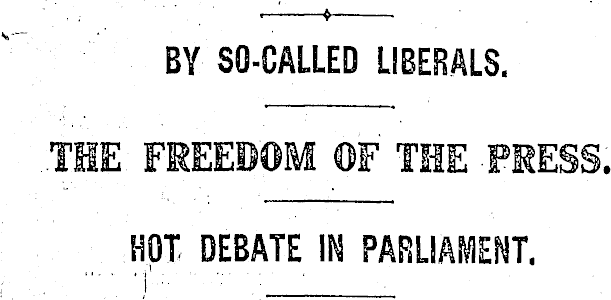 BY SO-CALLED LIBERALS.
THE FREEDOM OF THE PRESS.
HOT DEBATE IN PARLIAMENT.